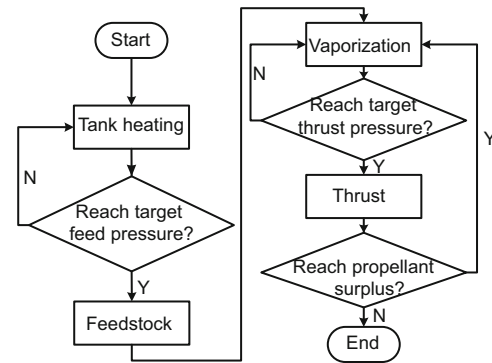 Start
Tank heating
N
Reach target
feed pressure?
Y
Feedstock
Vaporization
N
Reach target
thrust pressure?
Y
Y
Thrust
Reach propellant
surplus?
N
End